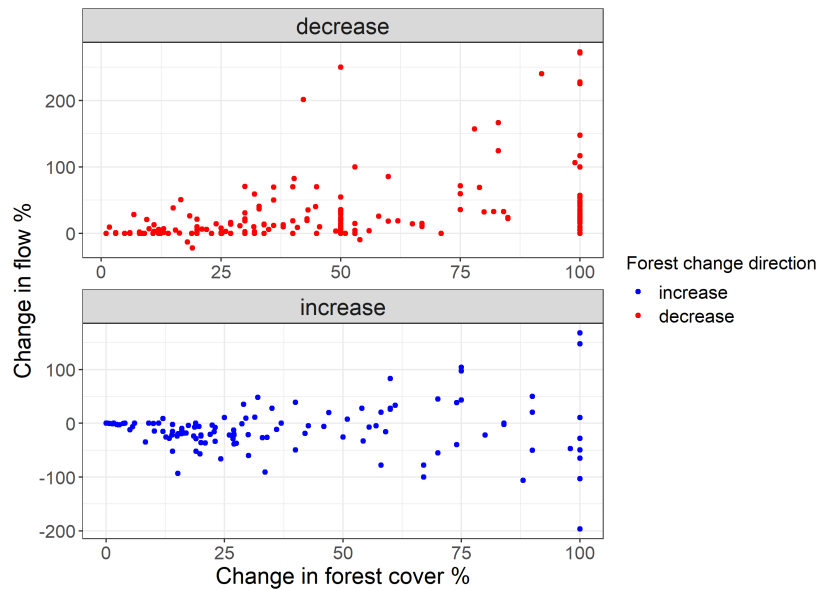 decrease
200
100
0
0
25
50
75
100
increase
100
0
-100
-200
0
25
50
75
100
Change in forest cover %
Change in flow %
Forest change direction
increase
decrease